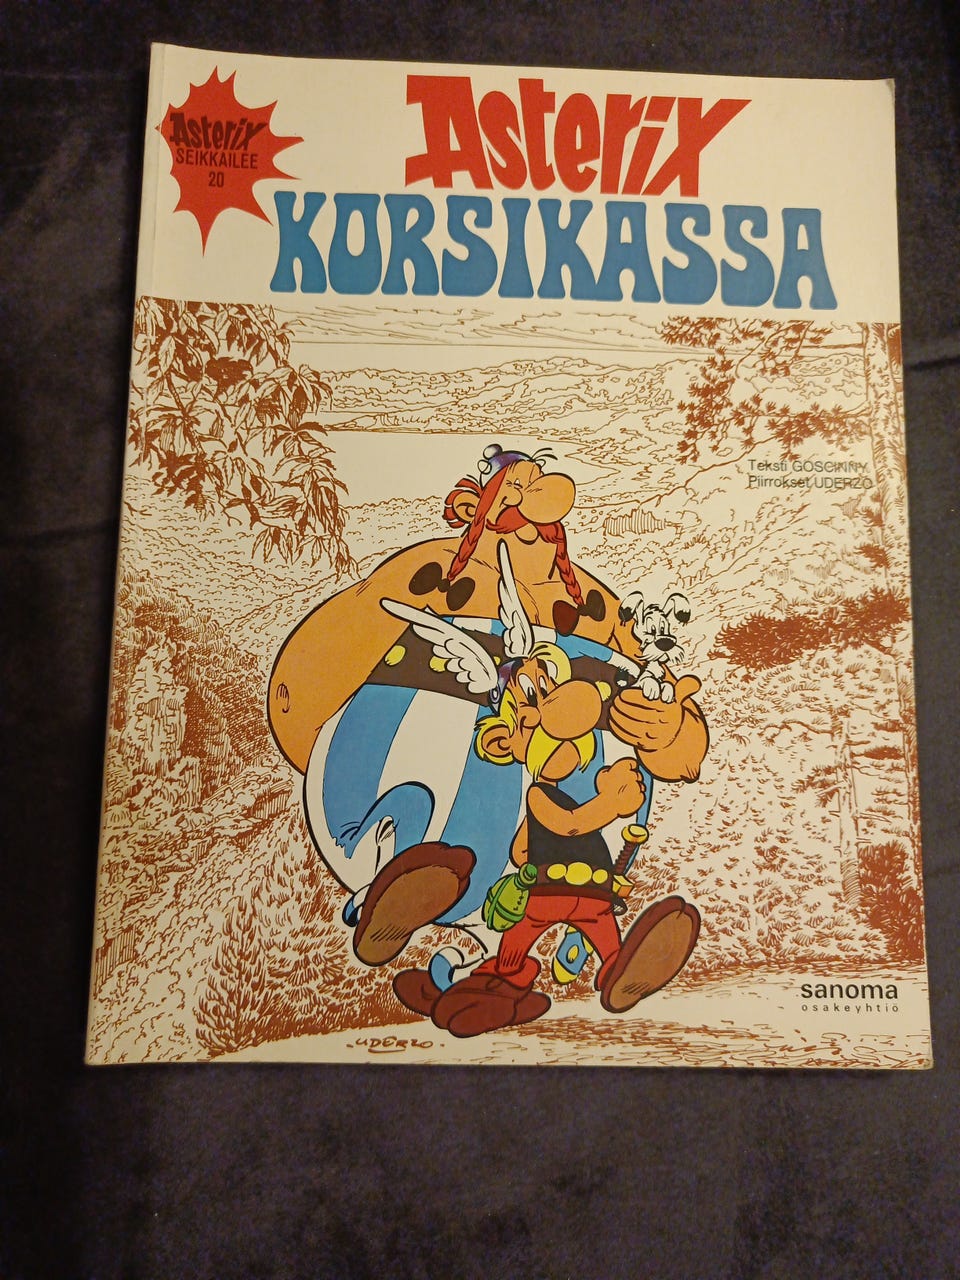 Asterix
SEIKKAILEE
20
Asterix
KORSIKASSA
Teksti GOSCINNY
Piirrokset UDERZO
sanoma
osakeyhtiö
UDERZO